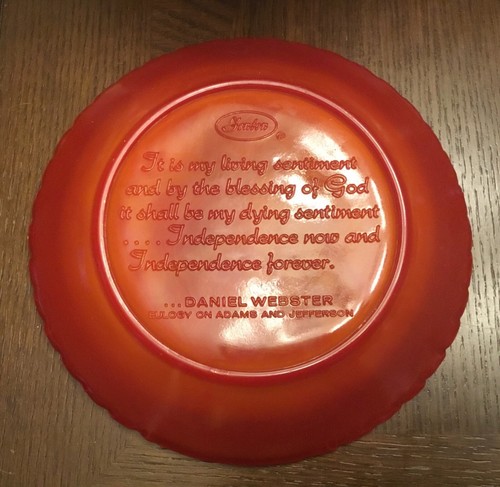 Fenton
®
It is my living sentiment
and by the blessing of God
it shall be my dying sentiment
....Independence now and
Independence forever.
...DANIEL WEBSTER
EULOGY ON ADAMS AND JEFFERSON